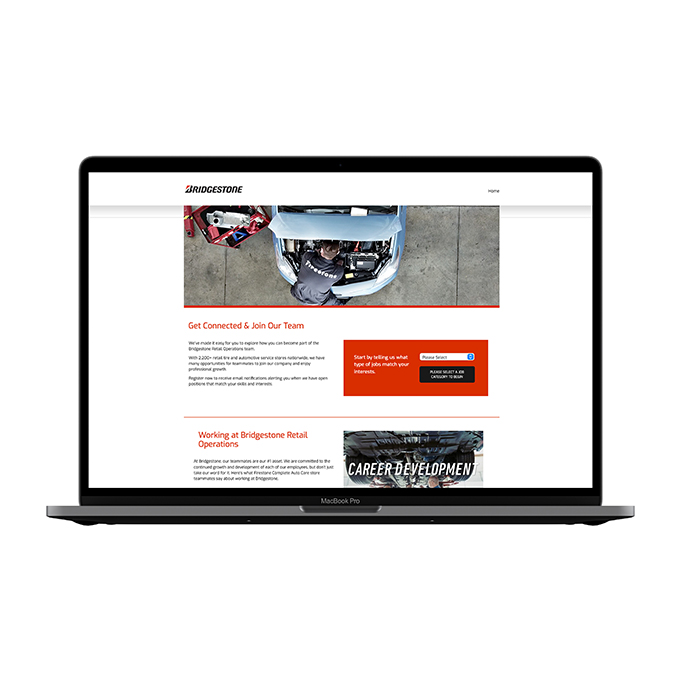 BRIDGESTONE
Home
Firestone
Get Connected & Join Our Team
We've made it easy for you to explore how you can become part of the
Bridgestone Retail Operations team.
With 2,200+ retail tire and automotive service stores nationwide, we have
many opportunities for teammates to join our company and enjoy
professional growth.
Register now to receive email notifications alerting you when we have open
positions that match your skills and interests.
Start by telling us what
type of jobs match your
interests.
Please Select
PLEASE SELECT A JOB
CATEGORY TO BEGIN
Working at Bridgestone Retail
Operations
At Bridgestone our teammates are our #1 asset. We are committed to the
continued growth and development of each of our employees, but don't just
take our word for it. Here's what Firestone Complete Auto Care store
teammates say about working at Bridgestone.
CAREER DEVELOPMENT
MacBook Pro